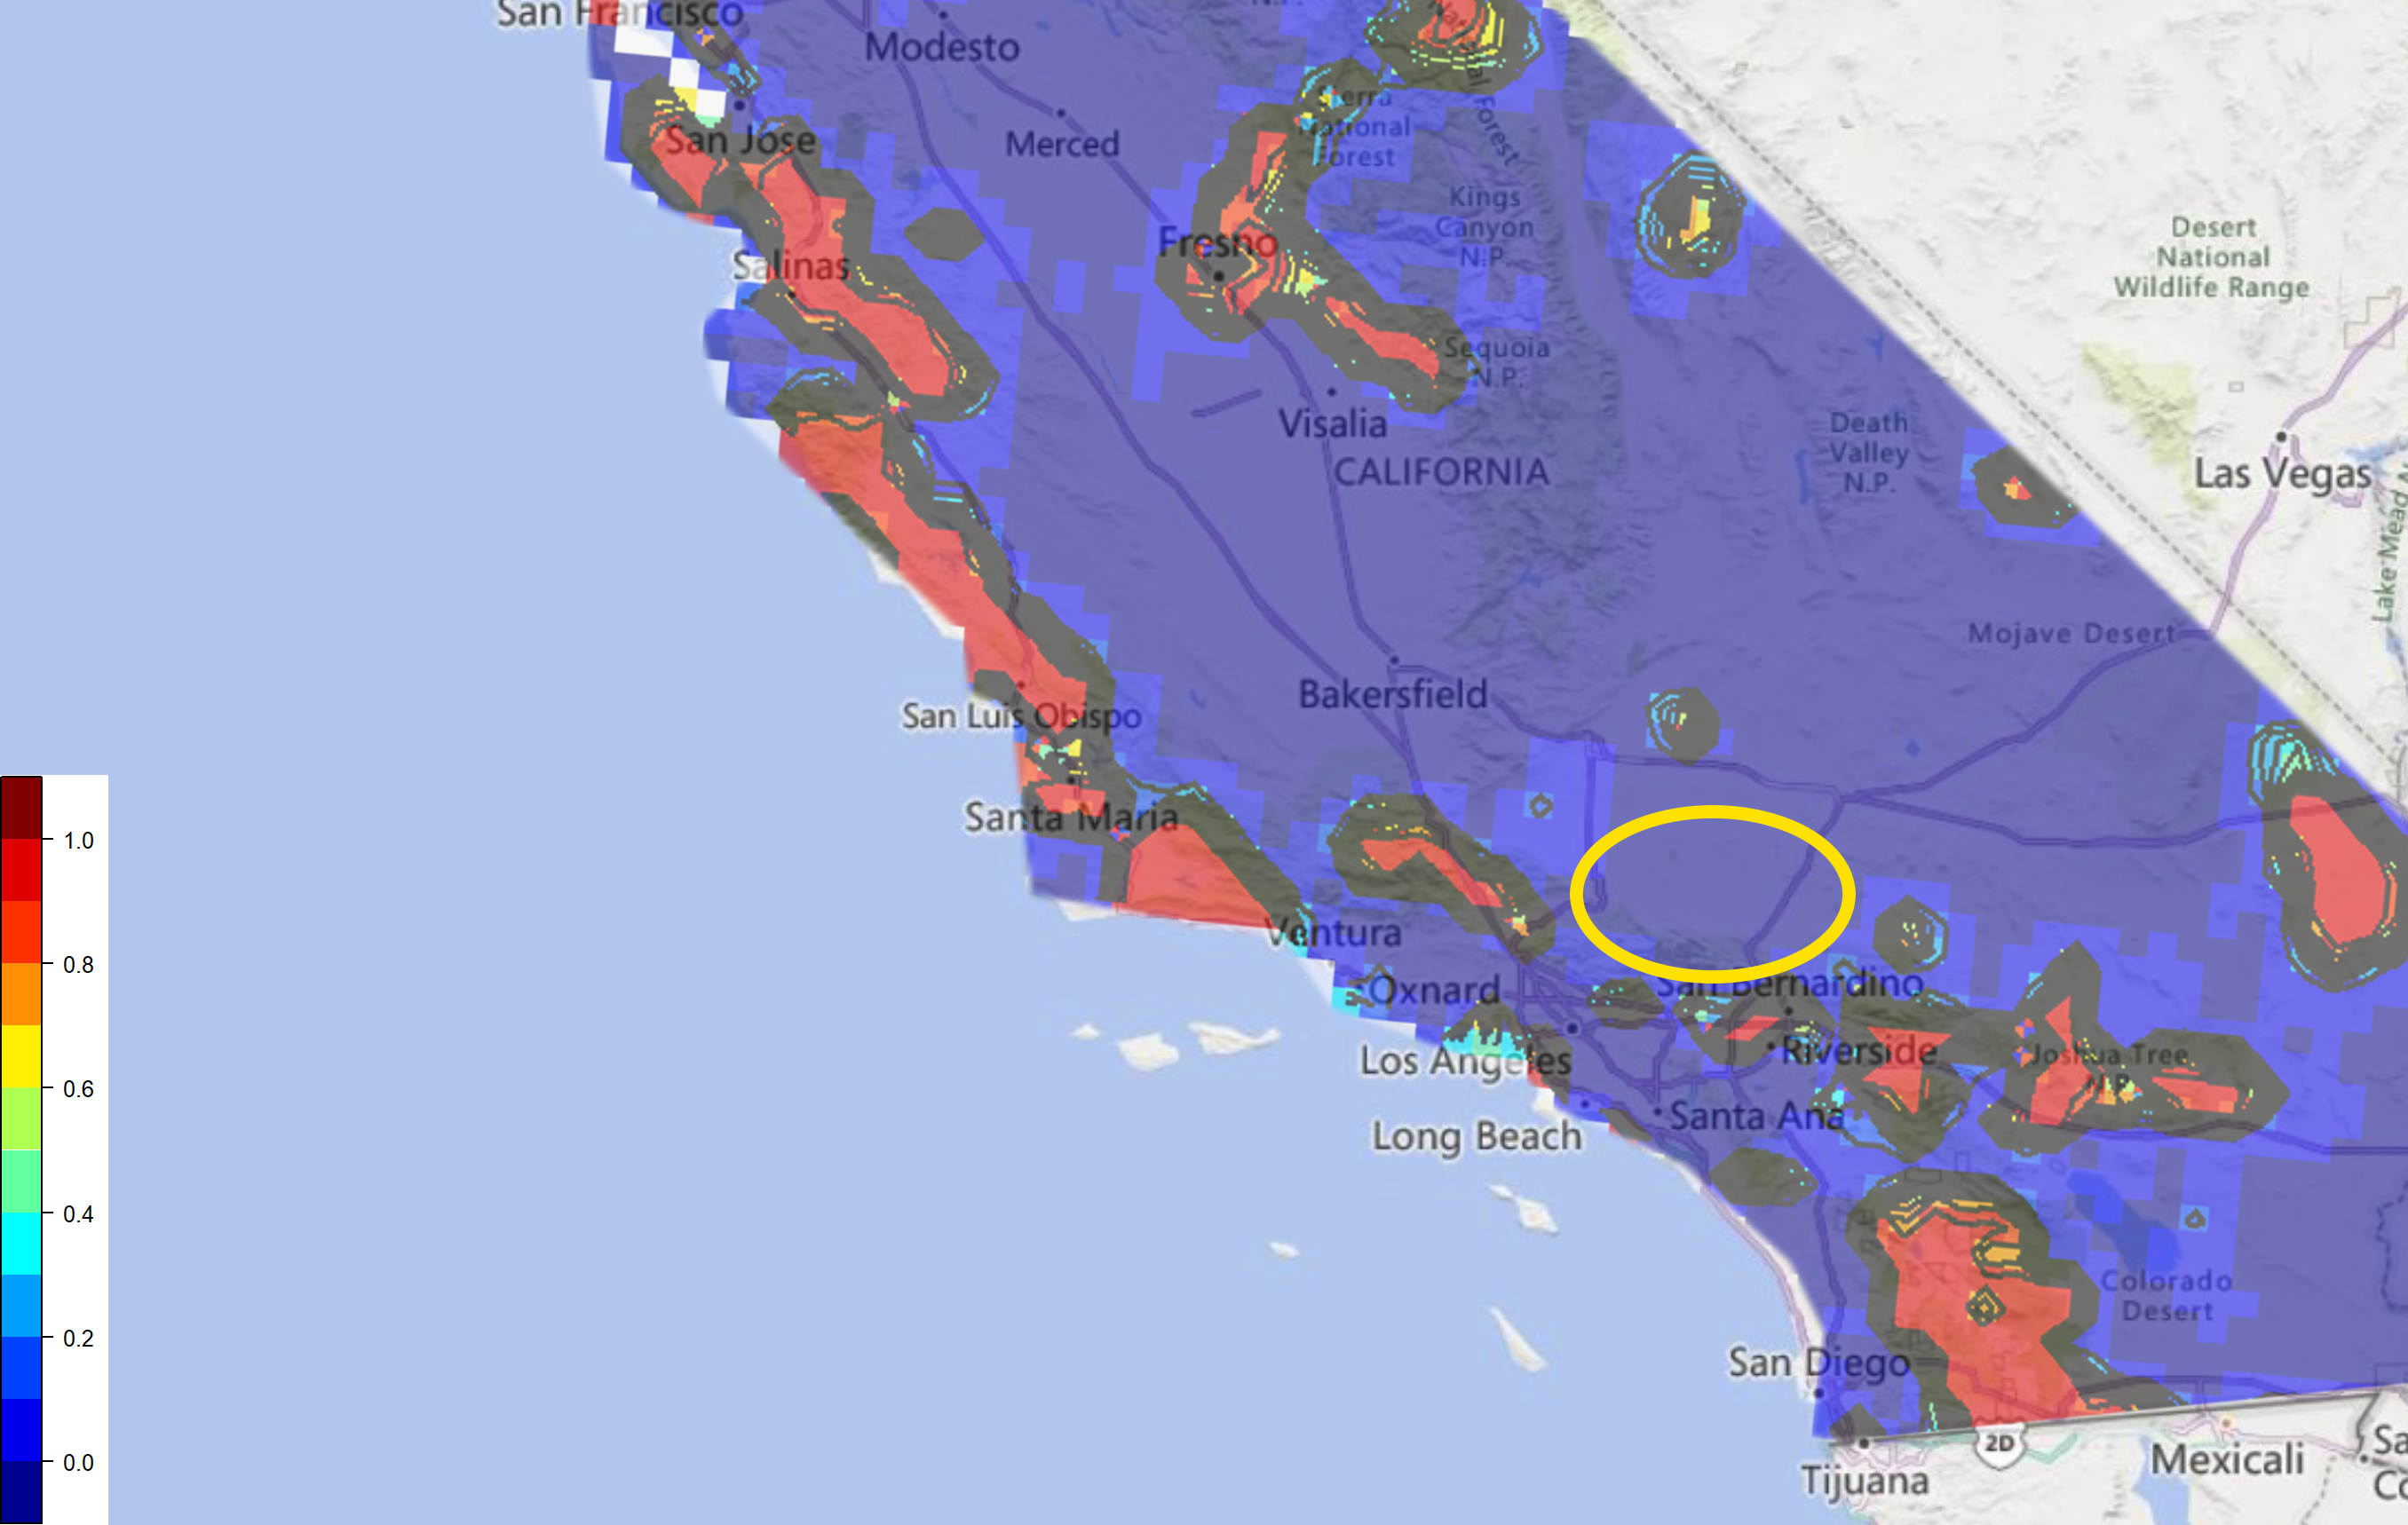 San Francisco
Modesto
Merced
San Jose
Sierra
National
Forest
Kings
Canyon
N.P.
Fresno
Salinas
Desert
National
Wildlife Range
Sequoia
N.P.
Visalia
CALIFORNIA
Death
Valley
N.P.
Las Vegas
Lake Mead
Mojave Desert
Bakersfield
San Luis Obispo
Santa Maria
Ventura
Oxnard
San Bernardino
Los Angeles
Riverside
Joshua Tree
N.P.
Santa Ana
Long Beach
Colorado
Desert
San Diego
2D
Tijuana
Mexicali
1.0
0.8
0.6
0.4
0.2
0.0